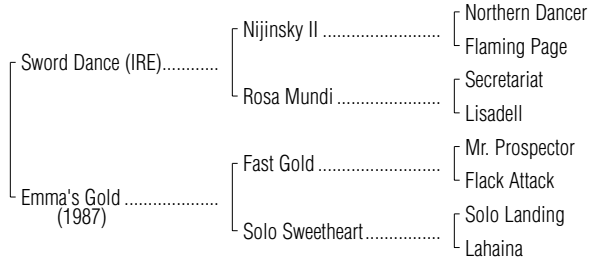 Northern Dancer
Nijinsky II ......................
Flaming Page
Sword Dance (IRE)............
Secretariat
Rosa Mundi ....................
Lisadell
Mr. Prospector
Fast Gold .......................
Flack Attack
Emma's Gold ...................
(1987)
Solo Landing
Solo Sweetheart...............
Lahaina